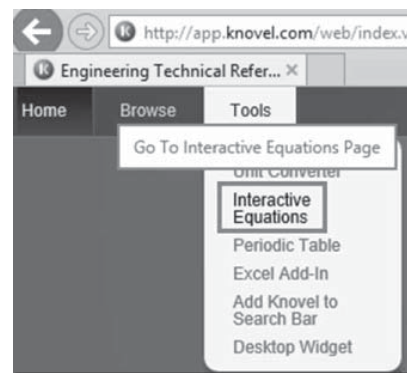 http://app.knovel.com/web/index.v
Engineering Technical Refer...
Home Browse Tools
Go To Interactive Equations Page
Unit Converter
Interactive
Equations
Periodic Table
Excel Add-In
Add Knovel to
Search Bar
Desktop Widget